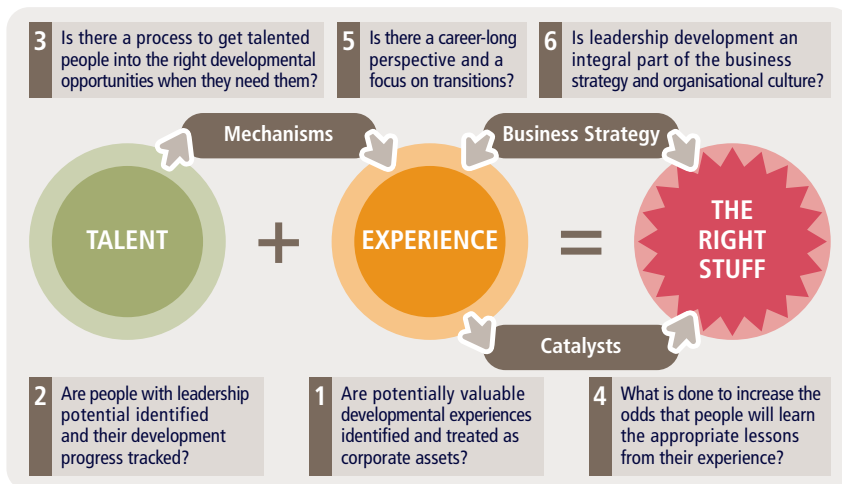 3 Is there a process to get talented
people into the right developmental
opportunities when they need them?
5 Is there a career-long
perspective and a
focus on transitions?
6 Is leadership development an
integral part of the business
strategy and organisational culture?
Mechanisms
Business Strategy
TALENT
+
EXPERIENCE
=
THE
RIGHT
STUFF
Catalysts
2 Are people with leadership
potential identified
and their development
progress tracked?
1 Are potentially valuable
developmental experiences
identified and treated as
corporate assets?
4 What is done to increase the
odds that people will learn
the appropriate lessons
from their experience?